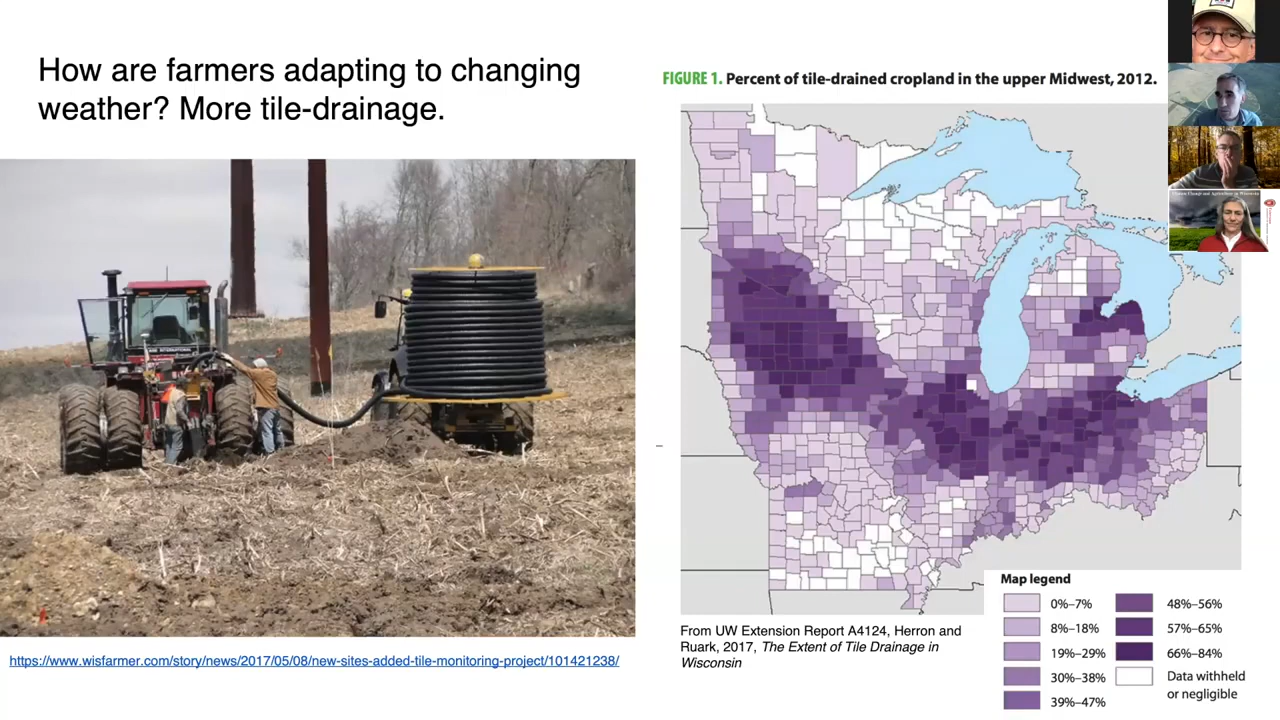 How are farmers adapting to changing
weather? More tile-drainage.
https://www.wisfarmer.com/story/news/2017/05/08/new-sites-added-tile-monitoring-project/101421238/
FIGURE 1. Percent of tile-drained cropland in the upper Midwest, 2012.
Map legend
0%–7%
8%–18%
19%–29%
30%–38%
39%–47%
48%–56%
57%–65%
66%–84%
Data withheld
or negligible
From UW Extension Report A4124, Herron and
Ruark, 2017, The Extent of Tile Drainage in
Wisconsin